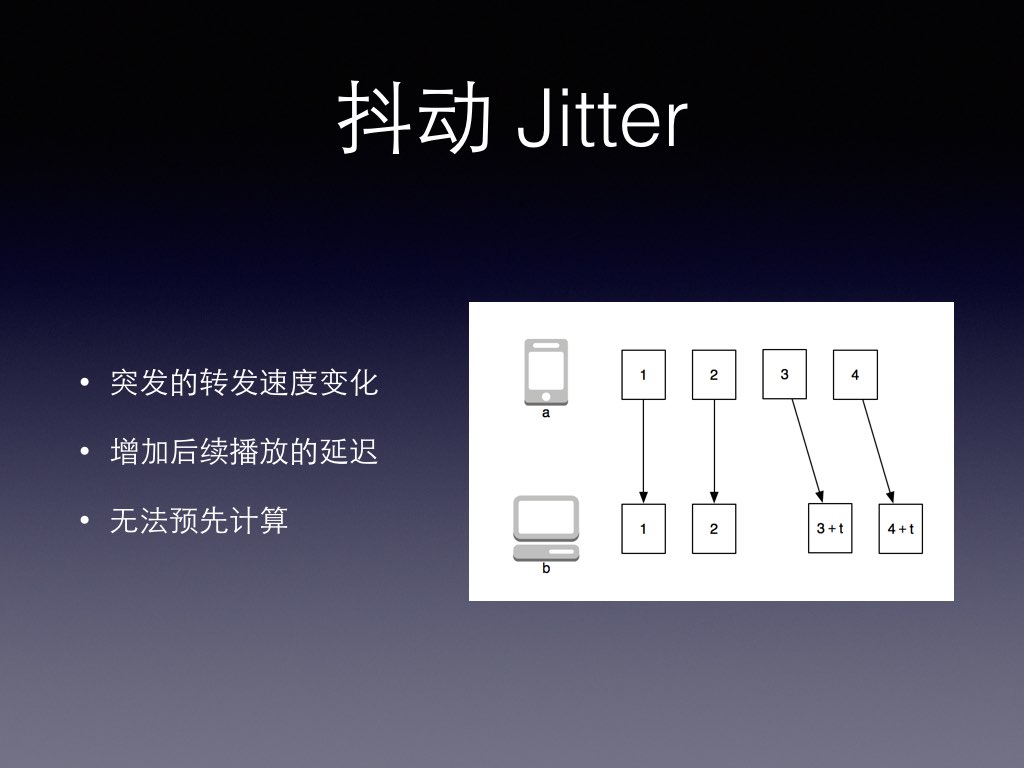 抖动 Jitter
• 突发的转发速度变化
• 增加后续播放的延迟
• 无法预先计算
a
1
2
3
4
b
1
2
3+t
4+t